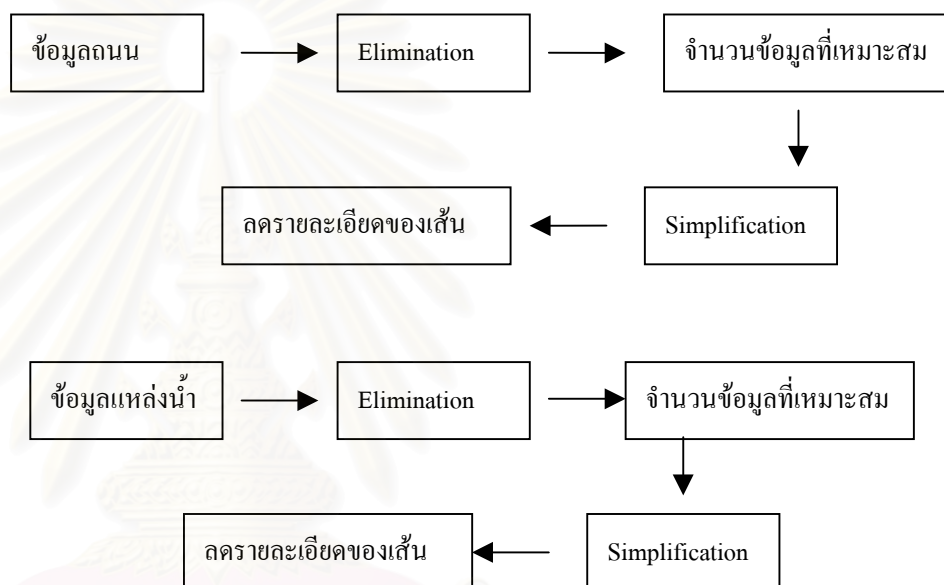 ข้อมูลถนน
Elimination
จำนวนข้อมูลที่เหมาะสม
ลดรายละเอียดของเส้น
Simplification
ข้อมูลแหล่งน้ำ
Elimination
จำนวนข้อมูลที่เหมาะสม
ลดรายละเอียดของเส้น
Simplification